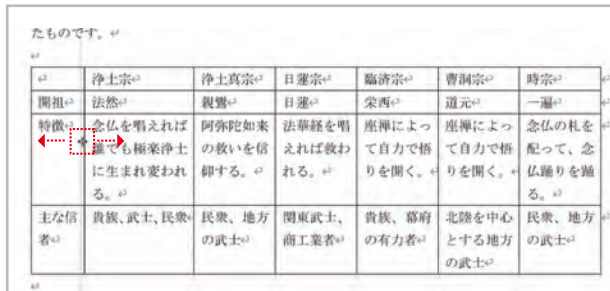 たものです。
浄土宗 浄土真宗 日蓮宗 臨済宗 曹洞宗 時宗
開祖 法然 親鸞 日蓮 栄西 道元 一遍
特徴 念仏を唱えれば 阿弥陀如来 法華経を唱 座禅によっ 座禅によっ 念仏の札を
誰でも極楽浄土 の救いを信 えれば救わ て自力で悟 て自力で悟 配って、念
に生まれ変われ 仰する。 れる。 りを開く。 りを開く。 仏踊りを踊
る。 る。
主な信 貴族、武士、民衆 民衆、地方 関東武士、 貴族、幕府 北陸を中心 民衆、地方
者 の武士 商工業者 の有力者 とする地方 の武士
の武士